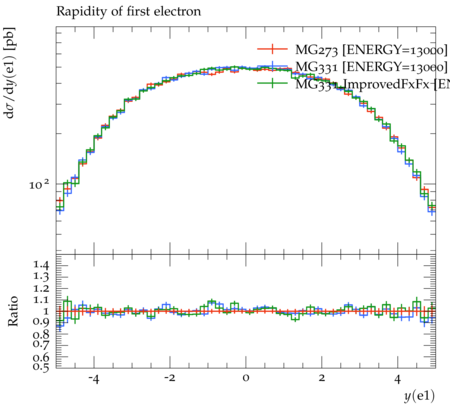 Rapidity of first electron
dσ/dy(e1) [pb]
MG273 [ENERGY=13000]
MG331 [ENERGY=13000]
MG331 ImprovedFxFx [EN
10²
Ratio
1.4
1.3
1.2
1.1
1
0.9
0.8
0.7
0.6
0.5
-4 -2 0 2 4
y(e1)